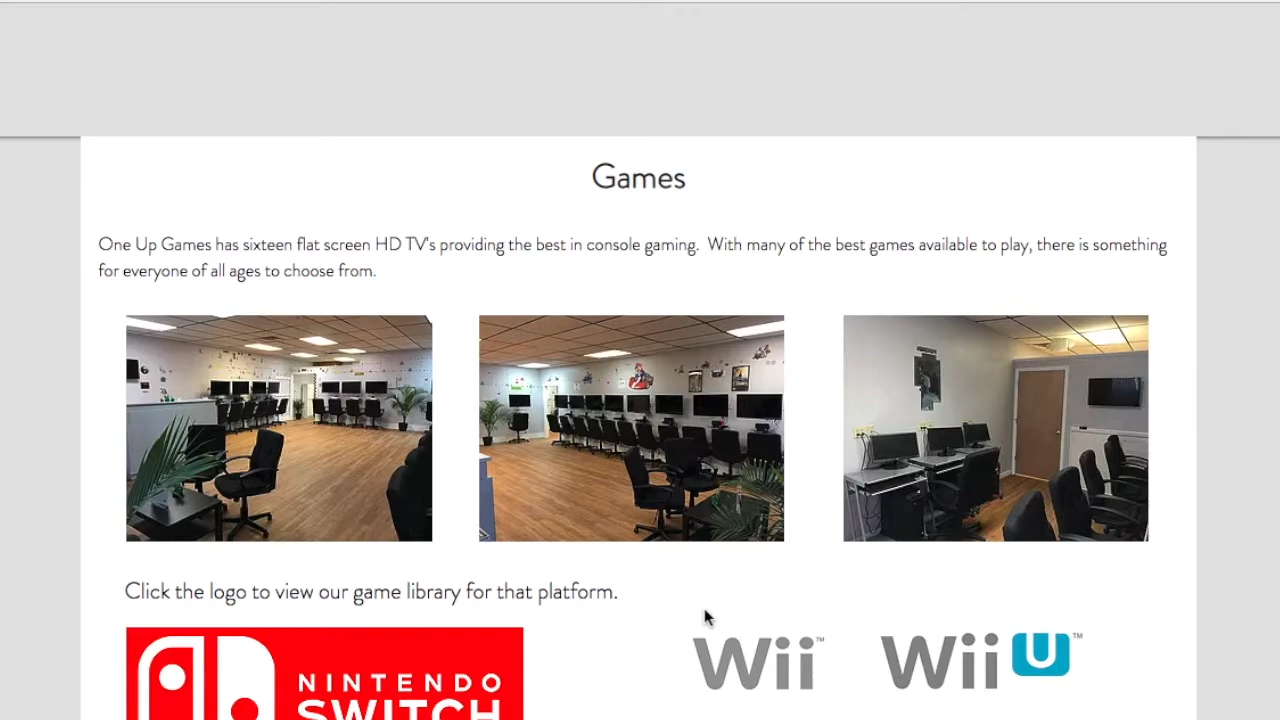 Games
One Up Games has sixteen flat screen HD TV's providing the best in console gaming.  With many of the best games available to play, there is something
for everyone of all ages to choose from.
Click the logo to view our game library for that platform.
NINTENDO
SWITCH
Wii™
WiiU™